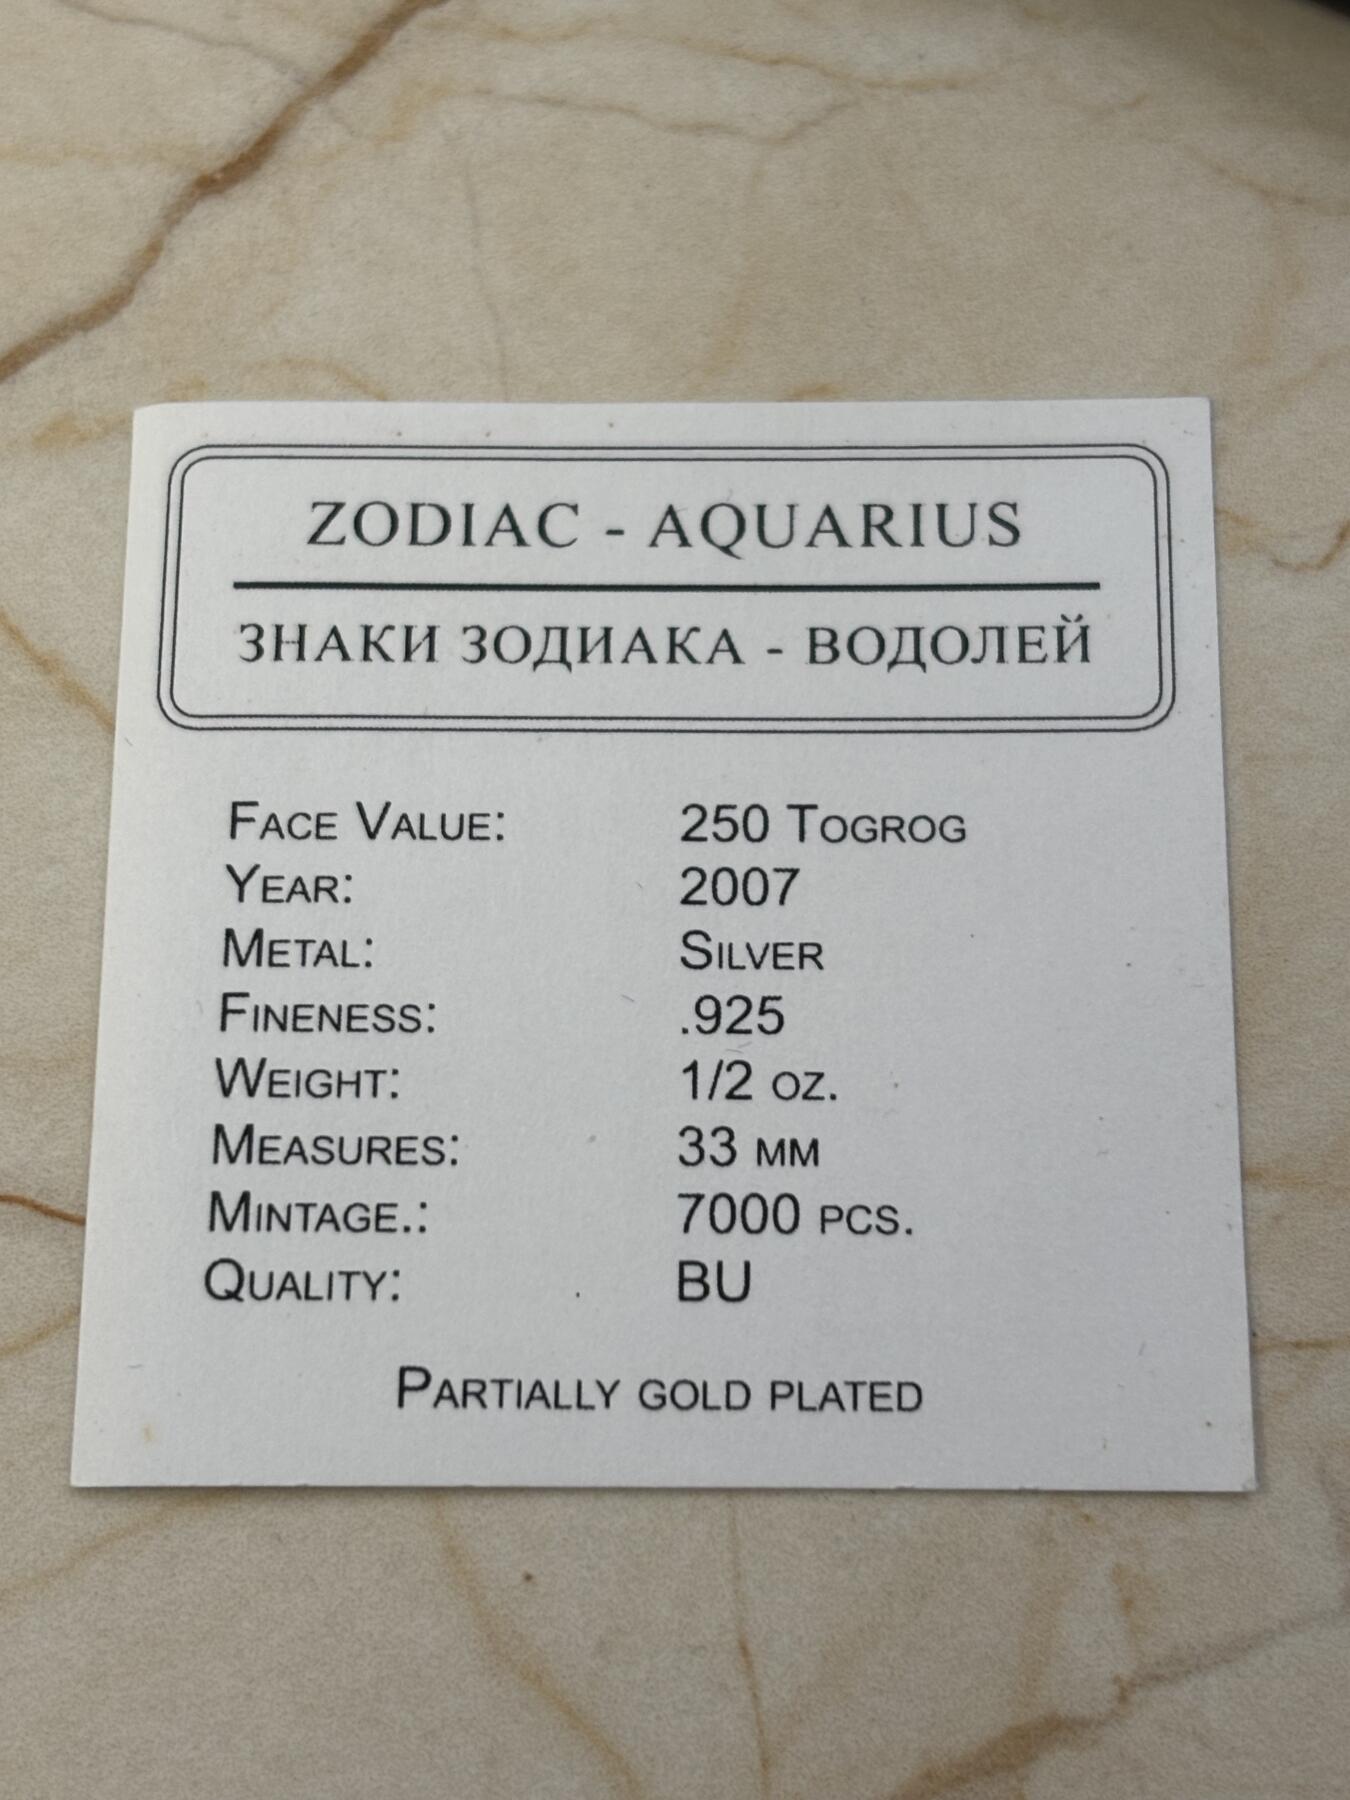 ZODIAC - AQUARIUS
ЗНАКИ ЗОДИАКА - ВОДОЛЕЙ
FACE VALUE: 250 TOGROG
YEAR: 2007
METAL: SILVER
FINENESS: .925
WEIGHT: 1/2 OZ.
MEASURES: 33 MM
MINTAGE.: 7000 PCS.
QUALITY: BU
PARTIALLY GOLD PLATED